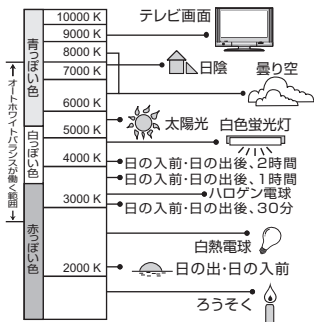 10000 K
テレビ画面
9000 K
8000 K
日陰
曇り空
7000 K
青っぽい色
6000 K
太陽光
白色蛍光灯
5000 K
白っぽい色
オートホワイトバランスが働く範囲
4000 K
日の入前･日の出後、2時間
日の入前･日の出後、1時間
ハロゲン電球
3000 K
日の入前･日の出後、30分
赤っぽい色
白熱電球
2000 K
日の出･日の入前
ろうそく